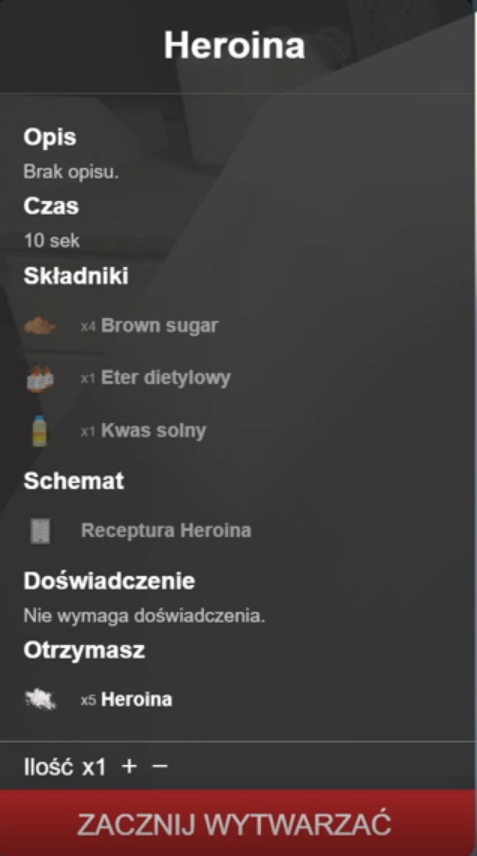 Heroina
Opis
Brak opisu.
Czas
10 sek
Składniki
x4 Brown sugar
x1 Eter dietylowy
x1 Kwas solny
Schemat
Receptura Heroina
Doświadczenie
Nie wymaga doświadczenia.
Otrzymasz
x5 Heroina
Ilość x1 + −
ZACZNIJ WYTWARZAĆ